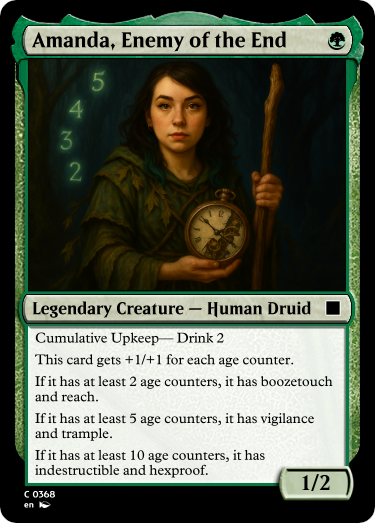 Amanda, Enemy of the End
5
4
3
2
Legendary Creature — Human Druid
Cumulative Upkeep— Drink 2
This card gets +1/+1 for each age counter.
If it has at least 2 age counters, it has boozetouch
and reach.
If it has at least 5 age counters, it has vigilance
and trample.
If it has at least 10 age counters, it has
indestructible and hexproof.
1/2
C 0368
en